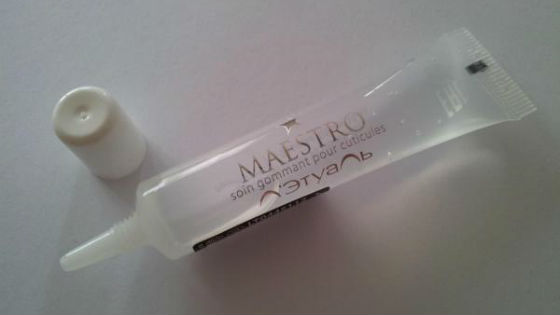 MAESTRO
soin gommant pour cuticules
Л'Этуаль